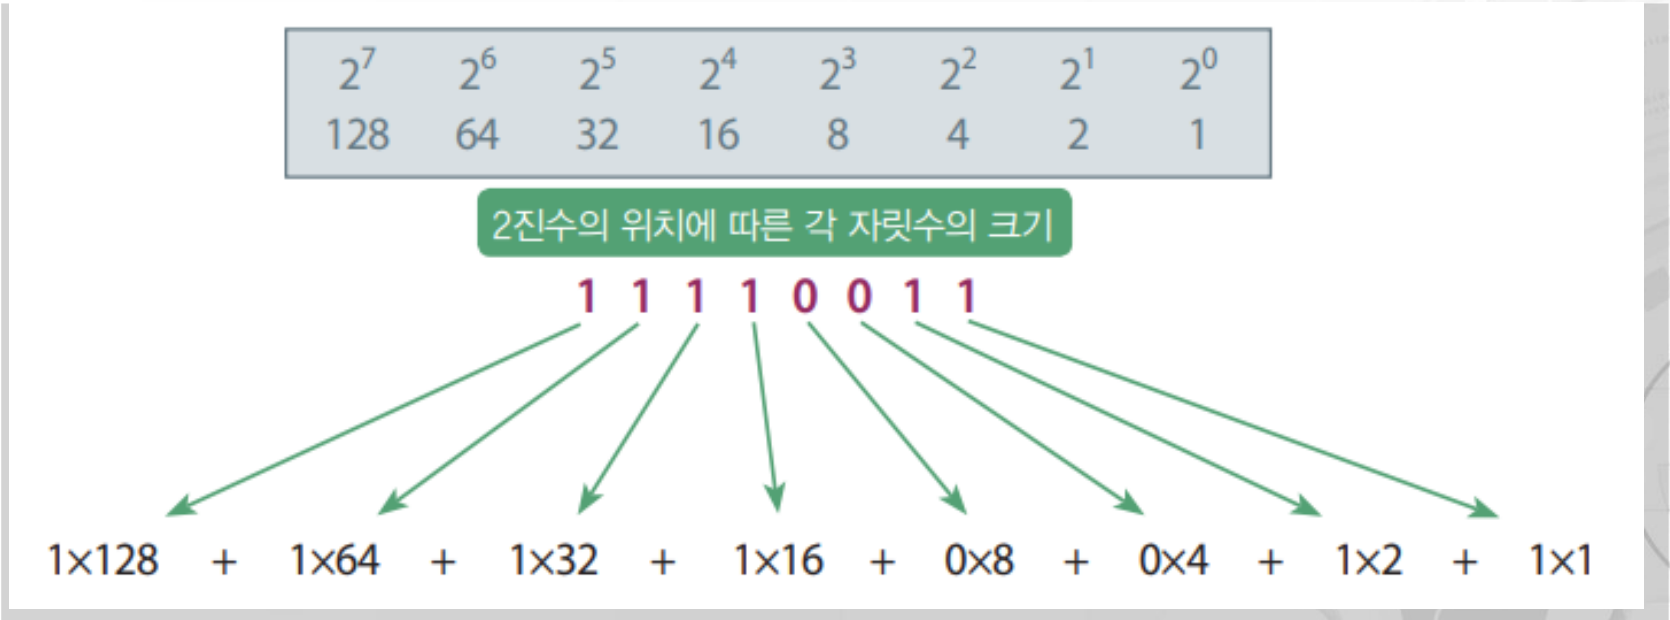 2⁷ 2⁶ 2⁵ 2⁴ 2³ 2² 2¹ 2⁰
128 64 32 16 8 4 2 1
2진수의 위치에 따른 각 자릿수의 크기
1 1 1 1 0 0 1 1
1×128 + 1×64 + 1×32 + 1×16 + 0×8 + 0×4 + 1×2 + 1×1